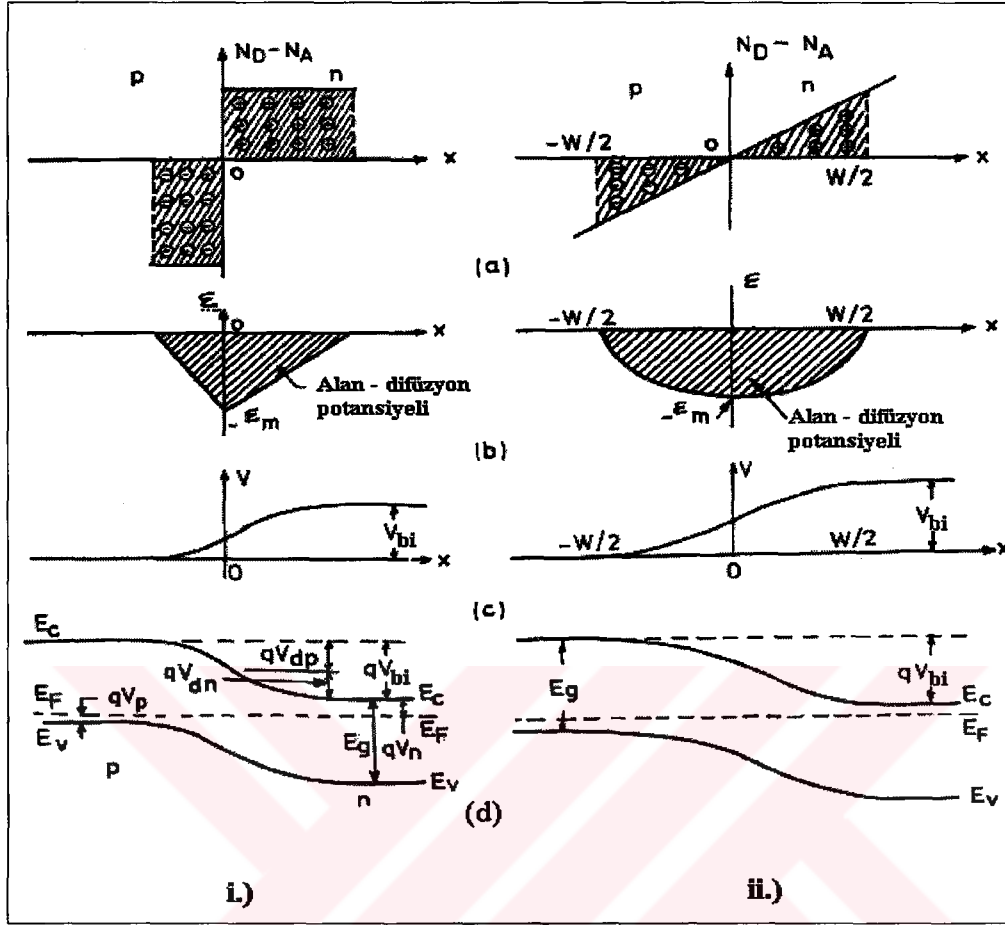 N_D - N_A
p
n
x
o
N_D - N_A
p
n
-W/2
o
W/2
x
(a)
ε
o
x
Alan - difüzyon
potansiyeli
-ε_m
ε
-W/2
W/2
x
-ε_m
Alan - difüzyon
potansiyeli
(b)
V
V_bi
x
O
V
V_bi
-W/2
W/2
x
O
(c)
E_C
qV_dp
qV_dn
qV_bi
E_C
E_F
qV_p
E_F
E_V
E_g
qV_n
p
n
E_V
qV_bi
E_g
E_C
E_F
E_V
(d)
i.)
ii.)